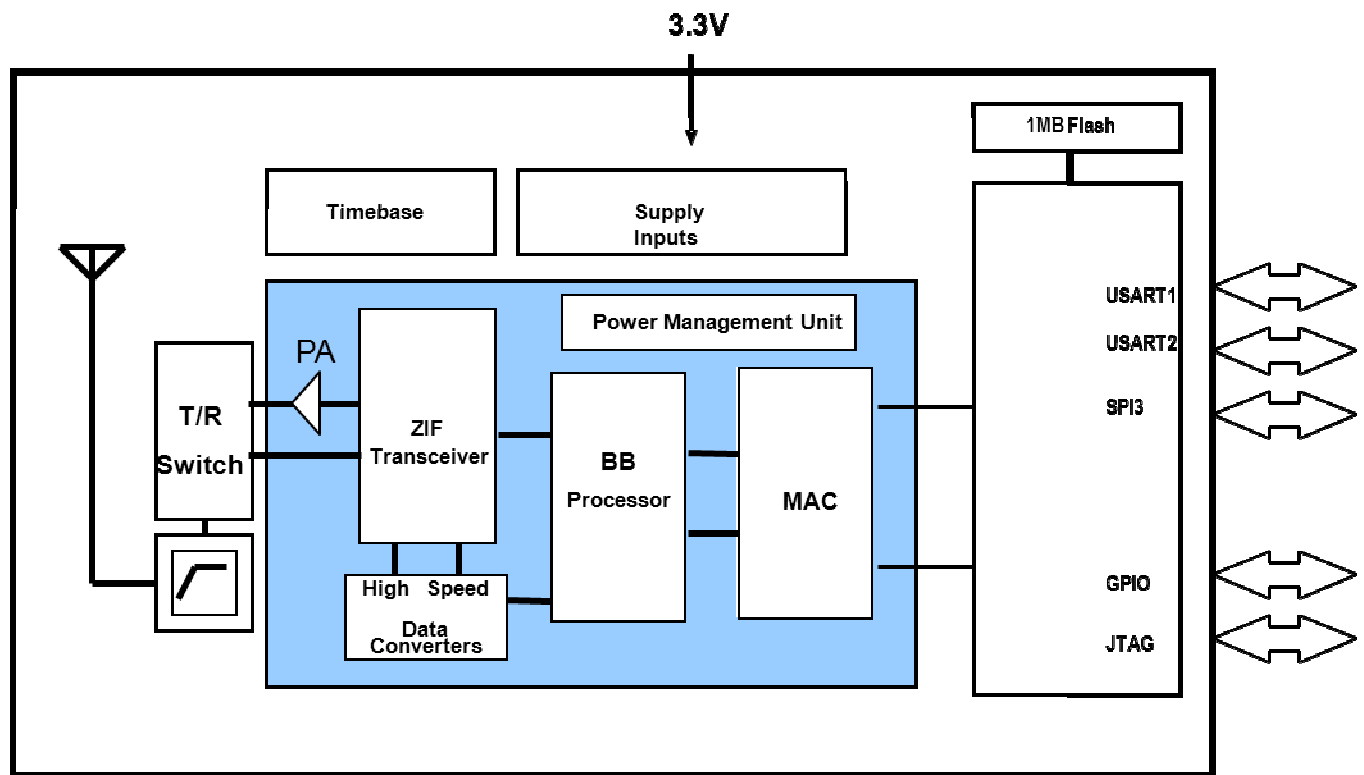 3.3V
1MB Flash
Timebase
Supply
Inputs
USART1
Power Management Unit
USART2
PA
SPI3
T/R
Switch
ZIF
Transceiver
BB
Processor
MAC
High Speed
Data
Converters
GPIO
JTAG